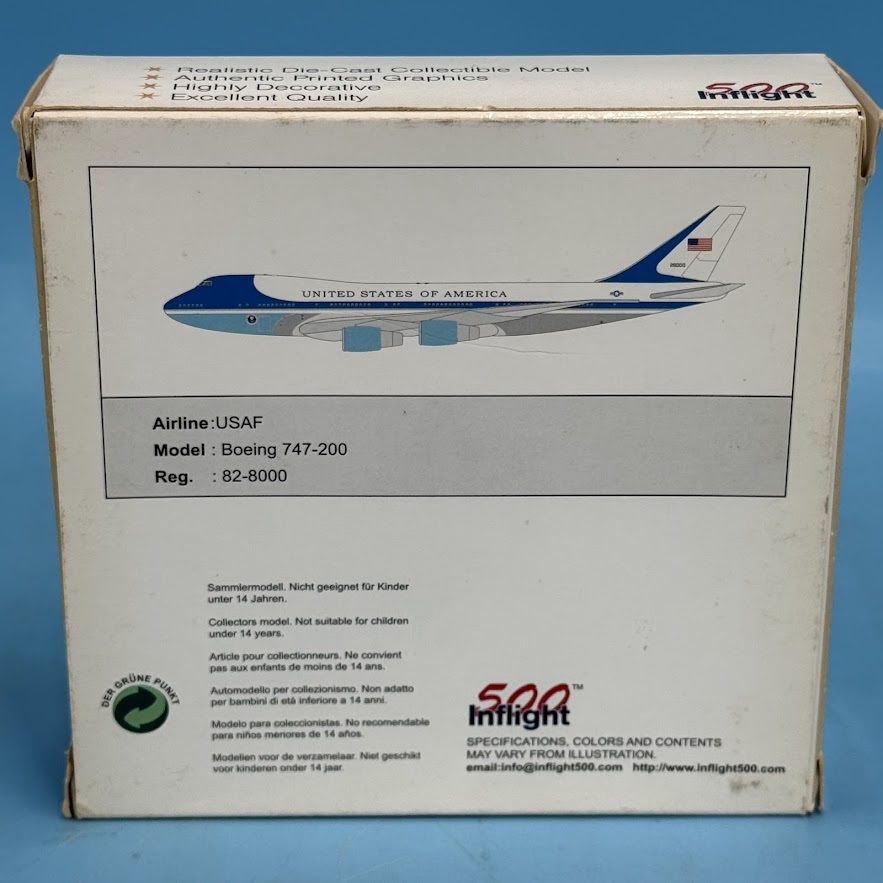 Realistic Die-Cast Collectible Model
Authentic Printed Graphics
Highly Decorative
Excellent Quality
500™
Inflight
UNITED STATES OF AMERICA
28000
Airline:USAF
Model : Boeing 747-200
Reg. : 82-8000
Sammlermodell. Nicht geeignet für Kinder
unter 14 Jahren.
Collectors model. Not suitable for children
under 14 years.
Article pour collectionneurs. Ne convient
pas aux enfants de moins de 14 ans.
Automodello per collezionismo. Non adatto
per bambini di età inferiore a 14 anni.
Modelo para coleccionistas. No recomendable
para niños menores de 14 años.
Modellen voor de verzamelaar. Niet geschikt
voor kinderen onder 14 jaar.
DER GRÜNE PUNKT
500™
Inflight
SPECIFICATIONS, COLORS AND CONTENTS
MAY VARY FROM ILLUSTRATION.
email:info@inflight500.com http://www.inflight500.com